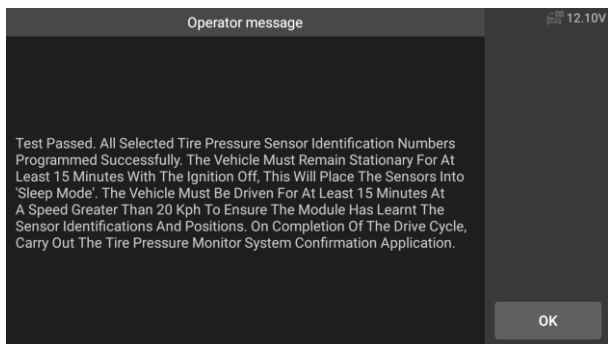 Operator message
12.10V
Test Passed. All Selected Tire Pressure Sensor Identification Numbers
Programmed Successfully. The Vehicle Must Remain Stationary For At
Least 15 Minutes With The Ignition Off, This Will Place The Sensors Into
'Sleep Mode'. The Vehicle Must Be Driven For At Least 15 Minutes At
A Speed Greater Than 20 Kph To Ensure The Module Has Learnt The
Sensor Identifications And Positions. On Completion Of The Drive Cycle,
Carry Out The Tire Pressure Monitor System Confirmation Application.
OK